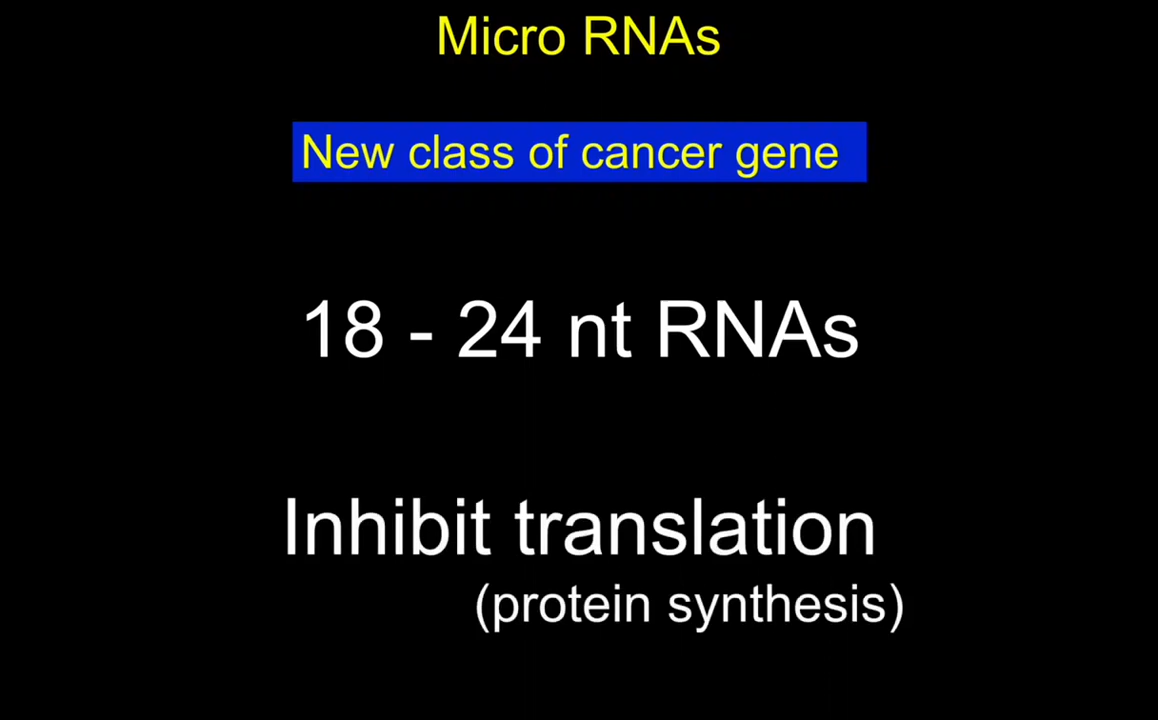 Micro RNAs
New class of cancer gene
18 - 24 nt RNAs
Inhibit translation
(protein synthesis)